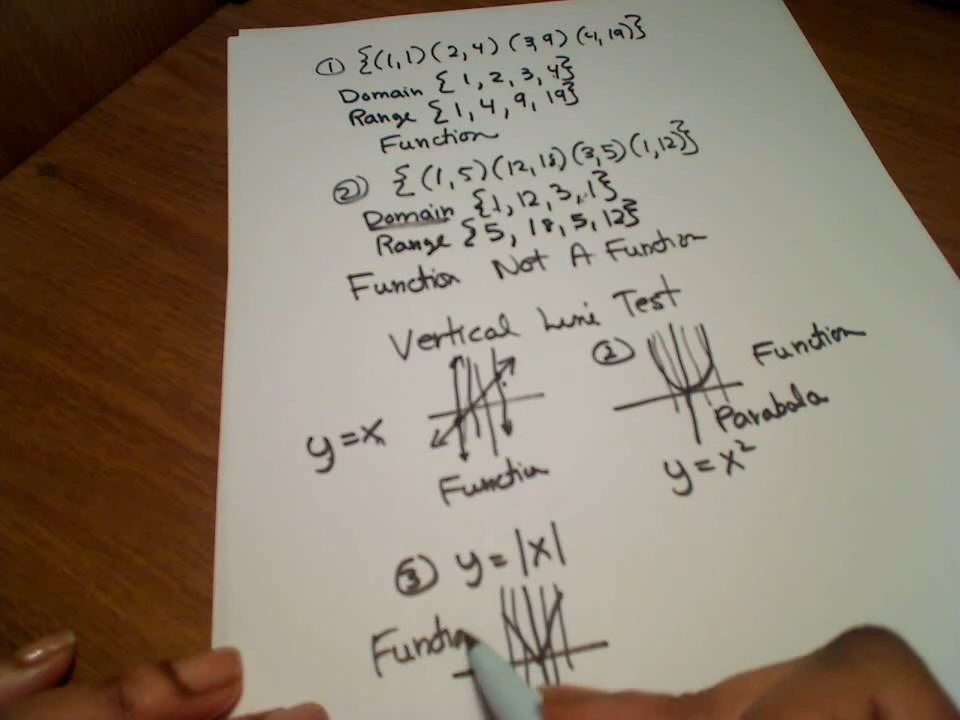 ① {(1,1)(2,4)(3,9)(4,19)}
Domain {1, 2, 3, 4}
Range {1, 4, 9, 19}
Function
② {(1,5)(12,18)(3,5)(1,12)}
Domain {1, 12, 3, 1}
Range {5, 18, 5, 12}
Function Not A Function
Vertical Line Test
y=x
Function
② Function
Parabola
y=x²
③ y=|x|
Functio